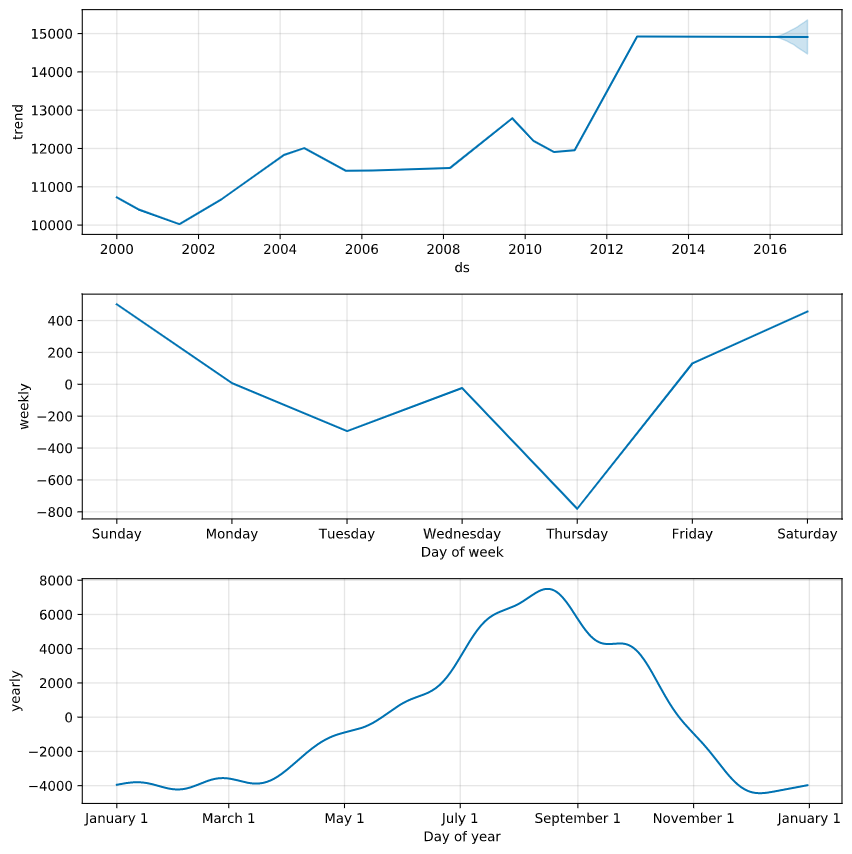 15000
14000
13000
12000
11000
10000
trend
2000 2002 2004 2006 2008 2010 2012 2014 2016
ds
400
200
0
−200
−400
−600
−800
weekly
Sunday Monday Tuesday Wednesday Thursday Friday Saturday
Day of week
8000
6000
4000
2000
0
−2000
−4000
yearly
January 1 March 1 May 1 July 1 September 1 November 1 January 1
Day of year